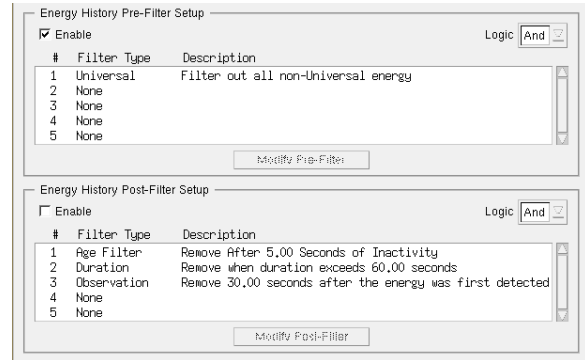 Energy History Pre-Filter Setup
Enable Logic And
# Filter Type Description
1 Universal Filter out all non-Universal energy
2 None
3 None
4 None
5 None
Modify Pre-Filter
Energy History Post-Filter Setup
Enable Logic And
# Filter Type Description
1 Age Filter Remove After 5.00 Seconds of Inactivity
2 Duration Remove when duration exceeds 60.00 seconds
3 Observation Remove 30.00 seconds after the energy was first detected
4 None
5 None
Modify Post-Filter